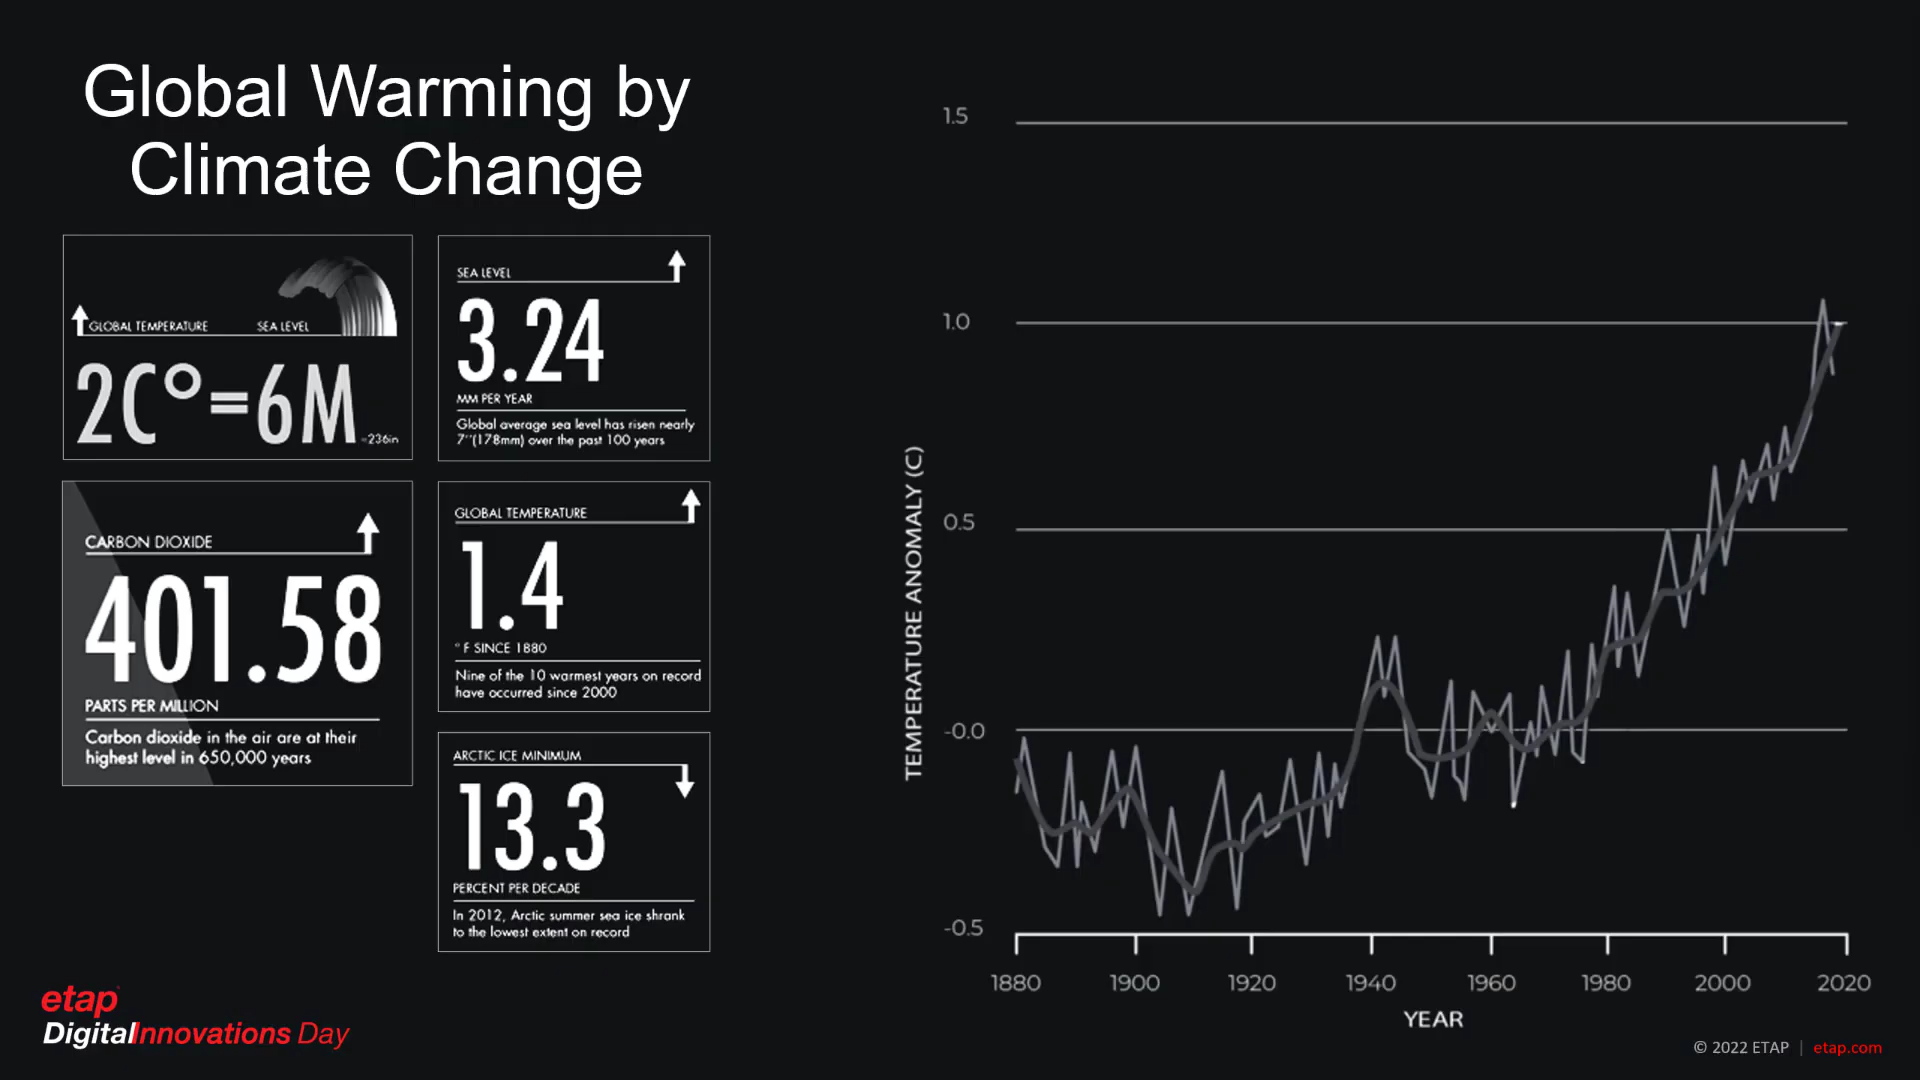 Global Warming by
Climate Change
GLOBAL TEMPERATURE SEA LEVEL
2C°=6M
~236in
SEA LEVEL
3.24
MM PER YEAR
Global average sea level has risen nearly
7"(178mm) over the past 100 years
CARBON DIOXIDE
401.58
PARTS PER MILLION
Carbon dioxide in the air are at their
highest level in 650,000 years
GLOBAL TEMPERATURE
1.4
° F SINCE 1880
Nine of the 10 warmest years on record
have occurred since 2000
ARCTIC ICE MINIMUM
13.3
PERCENT PER DECADE
In 2012, Arctic summer sea ice shrank
to the lowest extent on record
TEMPERATURE ANOMALY (C)
1.5
1.0
0.5
-0.0
-0.5
1880 1900 1920 1940 1960 1980 2000 2020
YEAR
etap
DigitalInnovations Day
© 2022 ETAP | etap.com